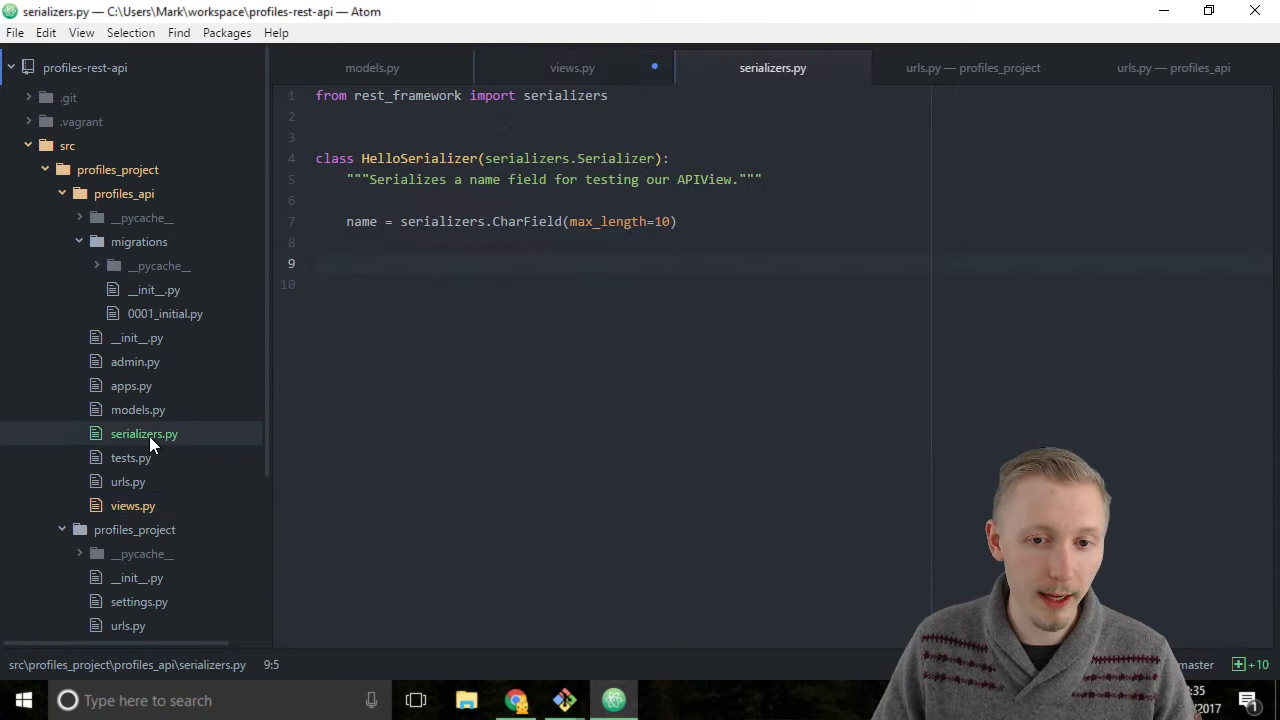 serializers.py — C:\Users\Mark\workspace\profiles-rest-api — Atom
File Edit View Selection Find Packages Help
profiles-rest-api
.git
.vagrant
src
profiles_project
profiles_api
__pycache__
migrations
__pycache__
__init__.py
0001_initial.py
__init__.py
admin.py
apps.py
models.py
serializers.py
tests.py
urls.py
views.py
profiles_project
__pycache__
__init__.py
settings.py
urls.py
models.py views.py serializers.py urls.py — profiles_project urls.py — profiles_api
1 from rest_framework import serializers
2
3
4 class HelloSerializer(serializers.Serializer):
5 """Serializes a name field for testing our APIView."""
6
7 name = serializers.CharField(max_length=10)
8
9
10
src\profiles_project\profiles_api\serializers.py 9:5
master +10
Type here to search
:35
2017
1